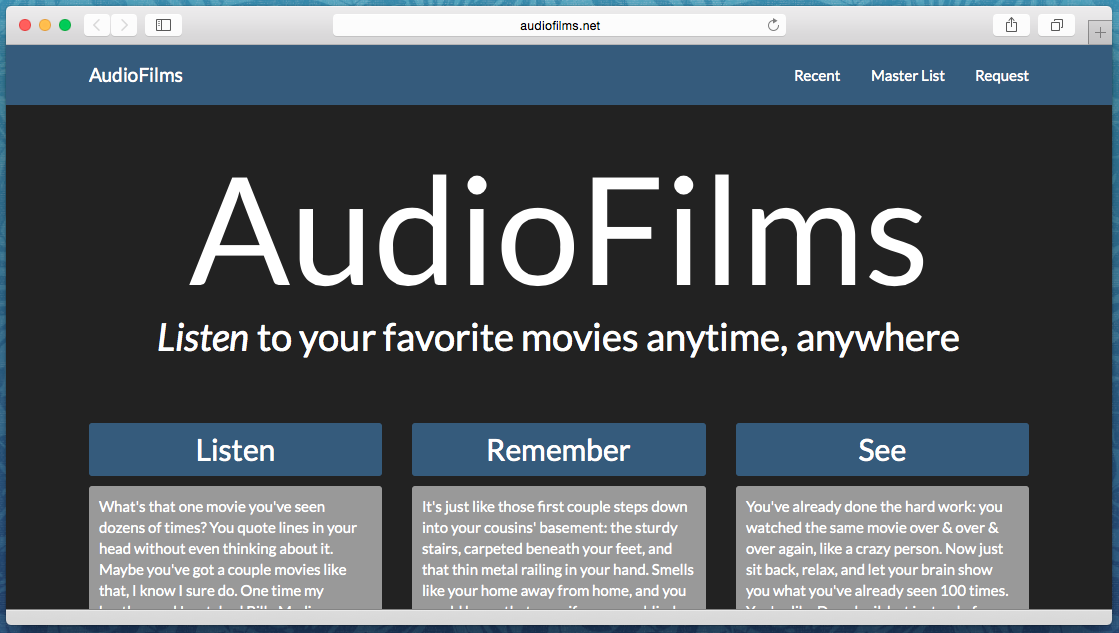 audiofilms.net
AudioFilms
Recent
Master List
Request
AudioFilms
Listen to your favorite movies anytime, anywhere
Listen
What's that one movie you've seen
dozens of times? You quote lines in your
head without even thinking about it.
Maybe you've got a couple movies like
that, I know I sure do. One time my
Remember
It's just like those first couple steps down
into your cousins' basement: the sturdy
stairs, carpeted beneath your feet, and
that thin metal railing in your hand. Smells
like your home away from home, and you
See
You've already done the hard work: you
watched the same movie over & over &
over again, like a crazy person. Now just
sit back, relax, and let your brain show
you what you've already seen 100 times.